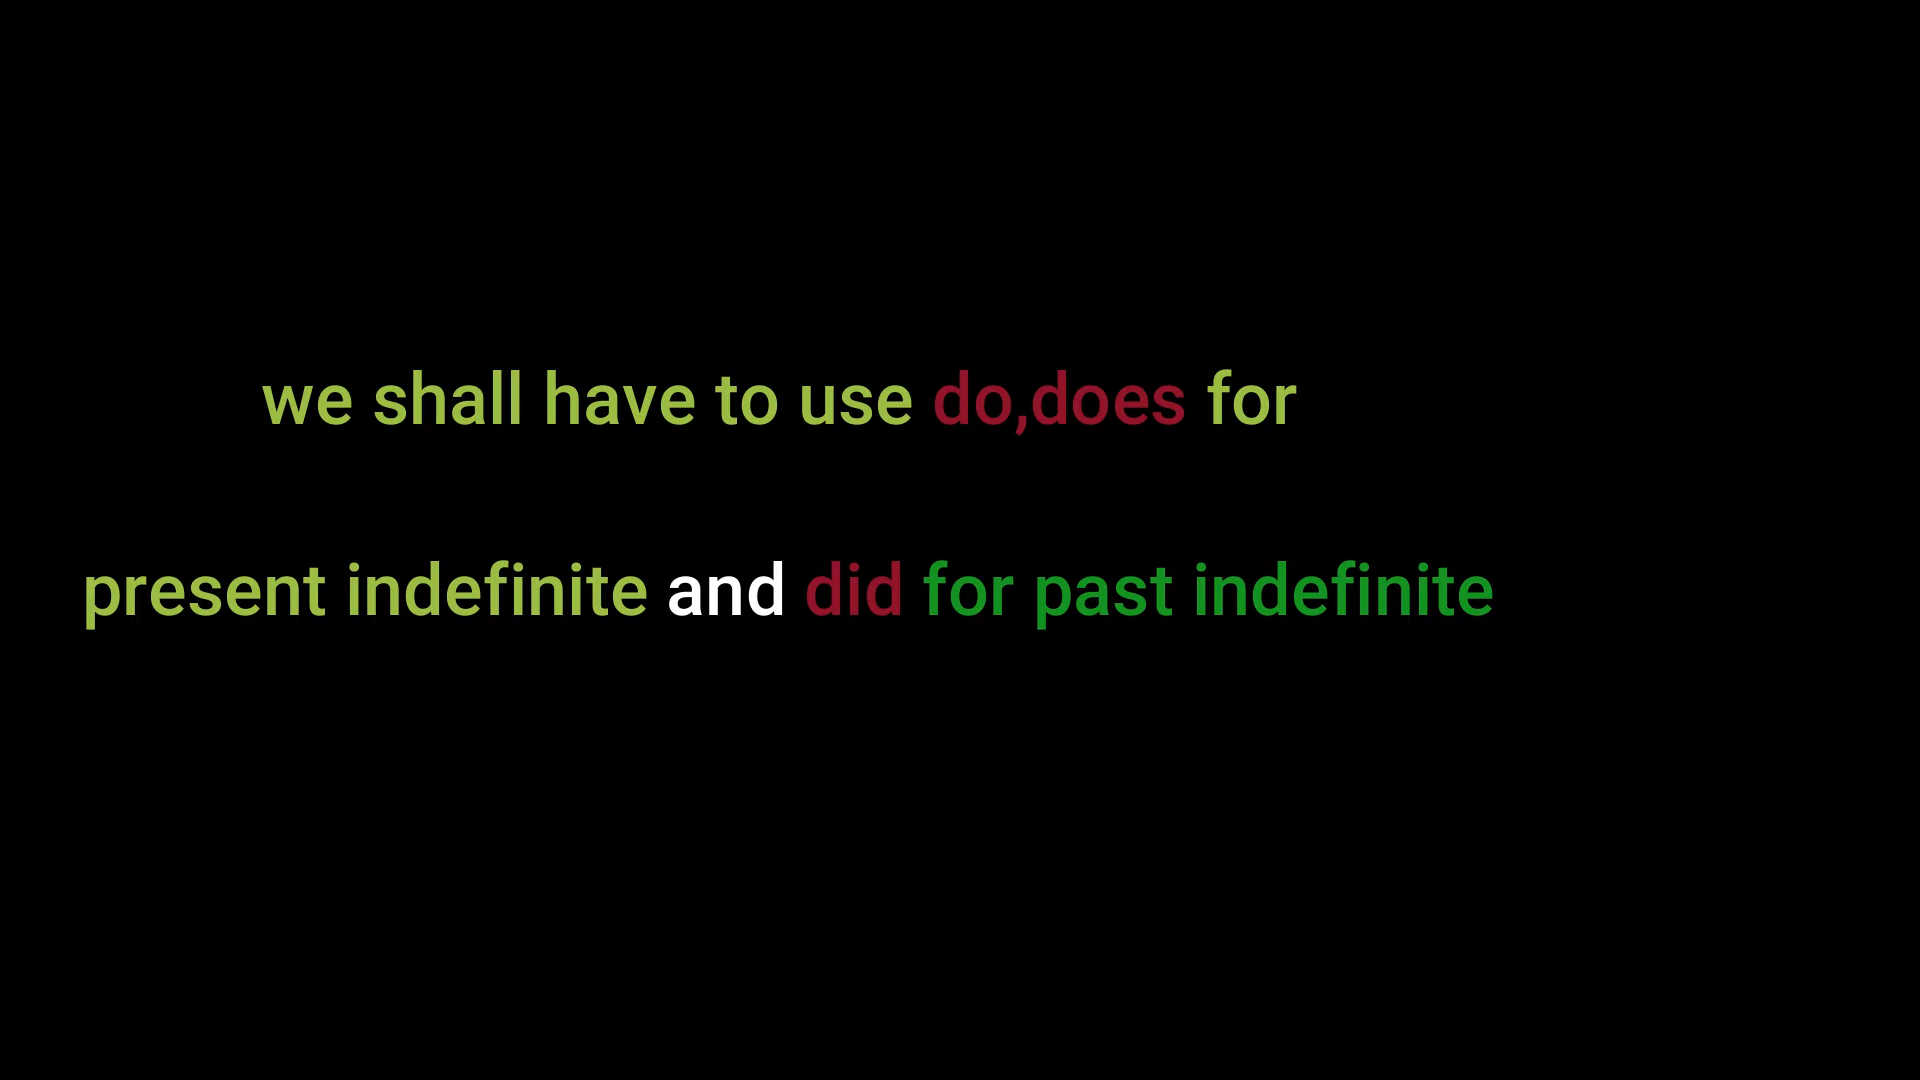 we shall have to use do,does for
present indefinite and did for past indefinite